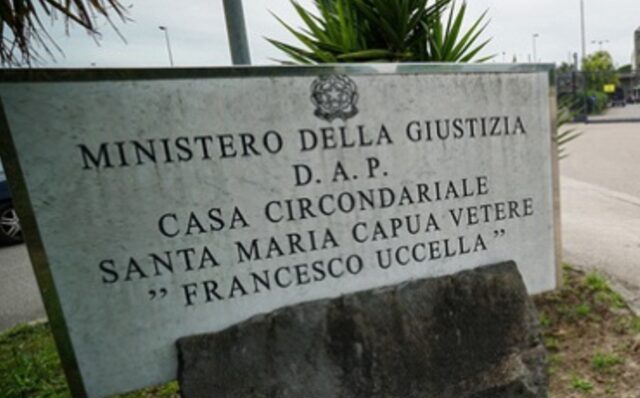 MINISTERO DELLA GIUSTIZIA
D. A. P.
CASA CIRCONDARIALE
SANTA MARIA CAPUA VETERE
” FRANCESCO UCCELLA ”